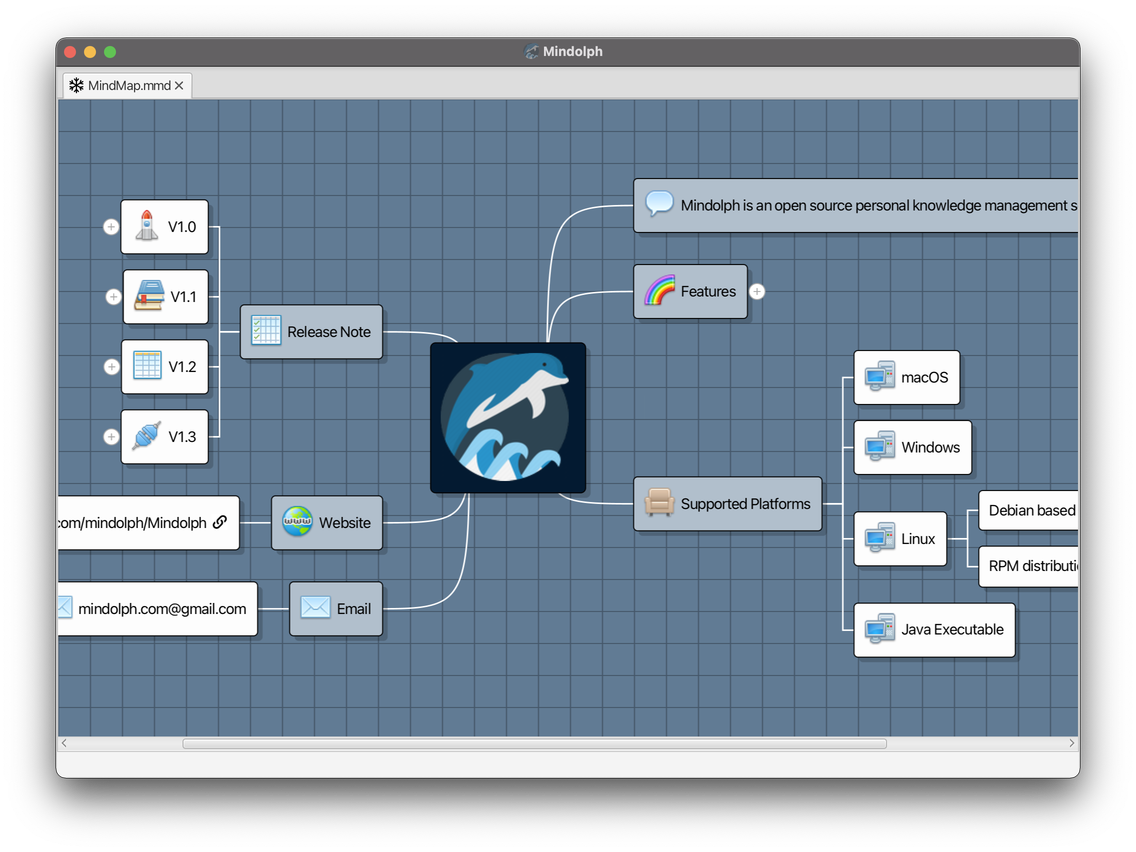 Mindolph
MindMap.mmd
Mindolph is an open source personal knowledge management
V1.0
Features
V1.1
Release Note
V1.2
macOS
V1.3
Windows
Supported Platforms
Debian based
com/mindolph/Mindolph
Website
Linux
RPM
mindolph.com@gmail.com
Email
Java Executable